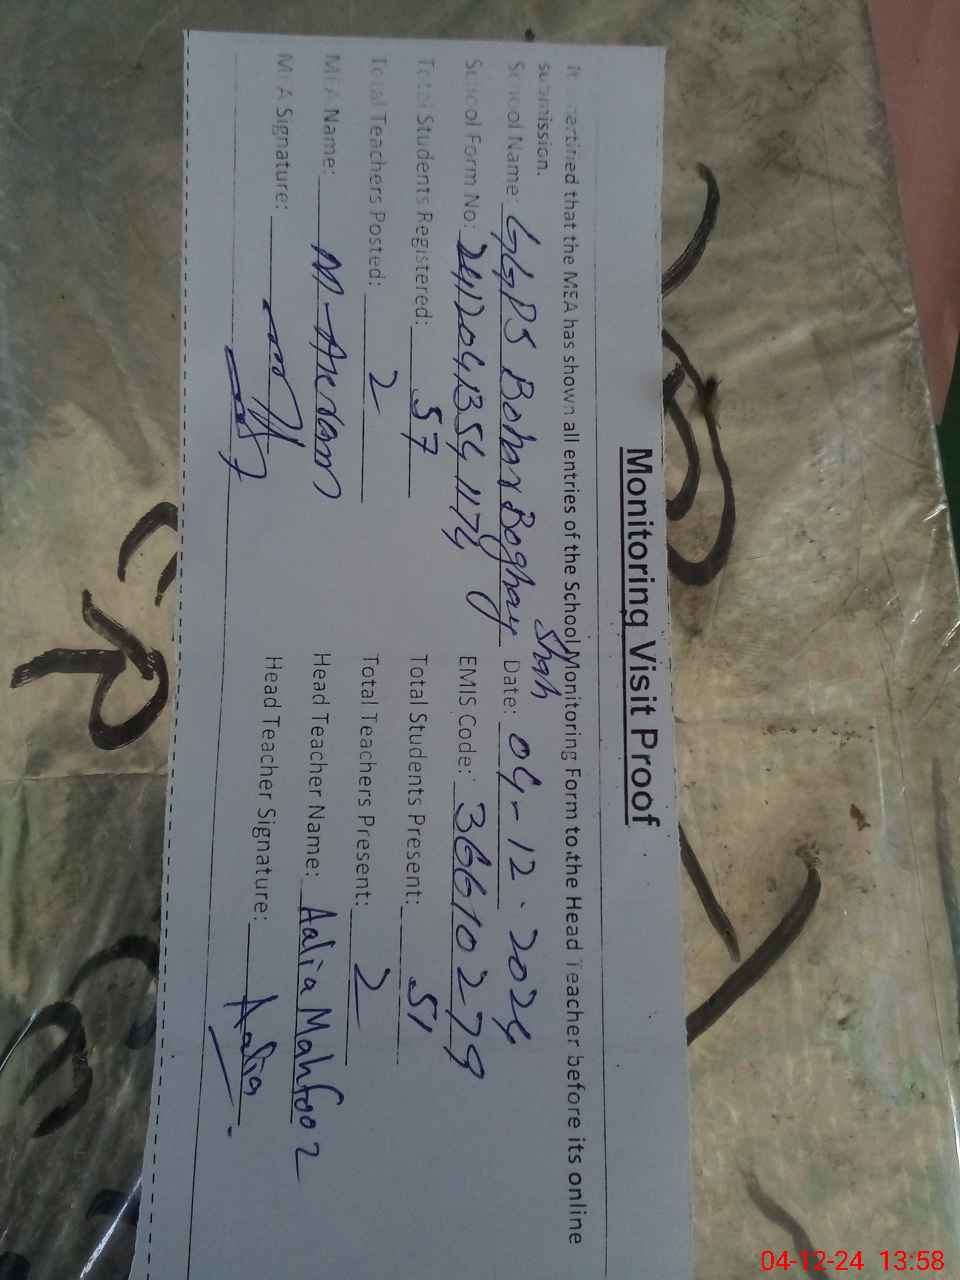 Monitoring Visit Proof
It certified that the MEA has shown all entries of the School Monitoring Form to the Head Teacher before its online
submission.
School Name: GGPS Bohar Boghay Shah Date: 04-12-2024
School Form No: EMIS Code: 36610279
Total Students Registered: 57 Total Students Present: 51
Total Teachers Posted: 2 Total Teachers Present: 2
MEA Name: M-Akram Head Teacher Name: Aalia Mahfooz
MEA Signature: Head Teacher Signature: Aalia
04-12-24 13:58